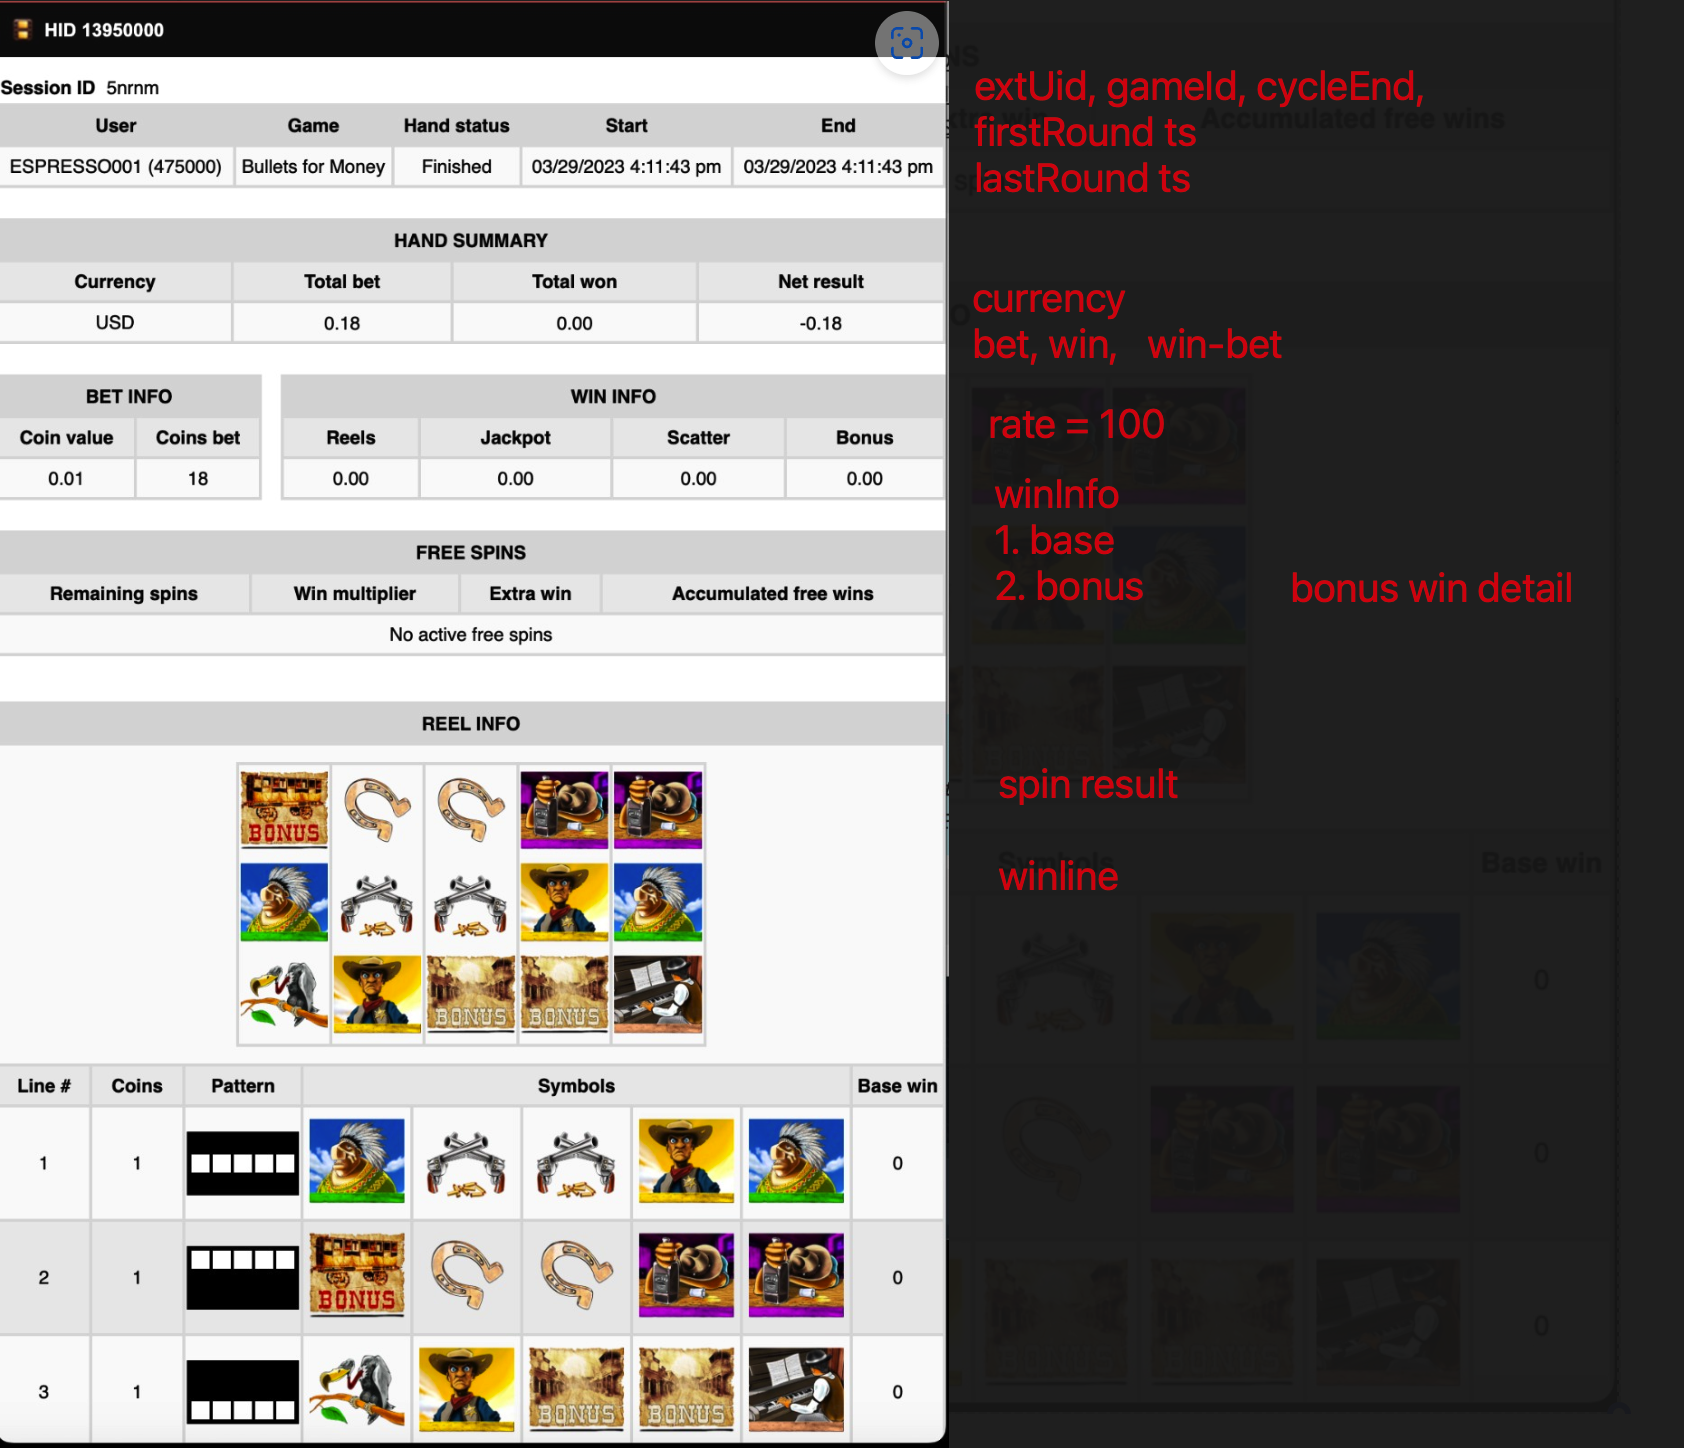 HID 13950000
Session ID 5nrnm
User Game Hand status Start End
ESPRESSO001 (475000) Bullets for Money Finished 03/29/2023 4:11:43 pm 03/29/2023 4:11:43 pm
HAND SUMMARY
Currency Total bet Total won Net result
USD 0.18 0.00 -0.18
BET INFO WIN INFO
Coin value Coins bet Reels Jackpot Scatter Bonus
0.01 18 0.00 0.00 0.00 0.00
FREE SPINS
Remaining spins Win multiplier Extra win Accumulated free wins
No active free spins
REEL INFO
BONUS
BONUS BONUS
Line # Coins Pattern Symbols Base win
1 1 0
2 1 BONUS 0
3 1 BONUS BONUS 0
extUid, gameId, cycleEnd,
firstRound ts
lastRound ts
Accumulated free wins
currency
bet, win, win-bet
rate = 100
winInfo
1. base
2. bonus bonus win detail
spin result
winline
Symbols Base win
0
0
0